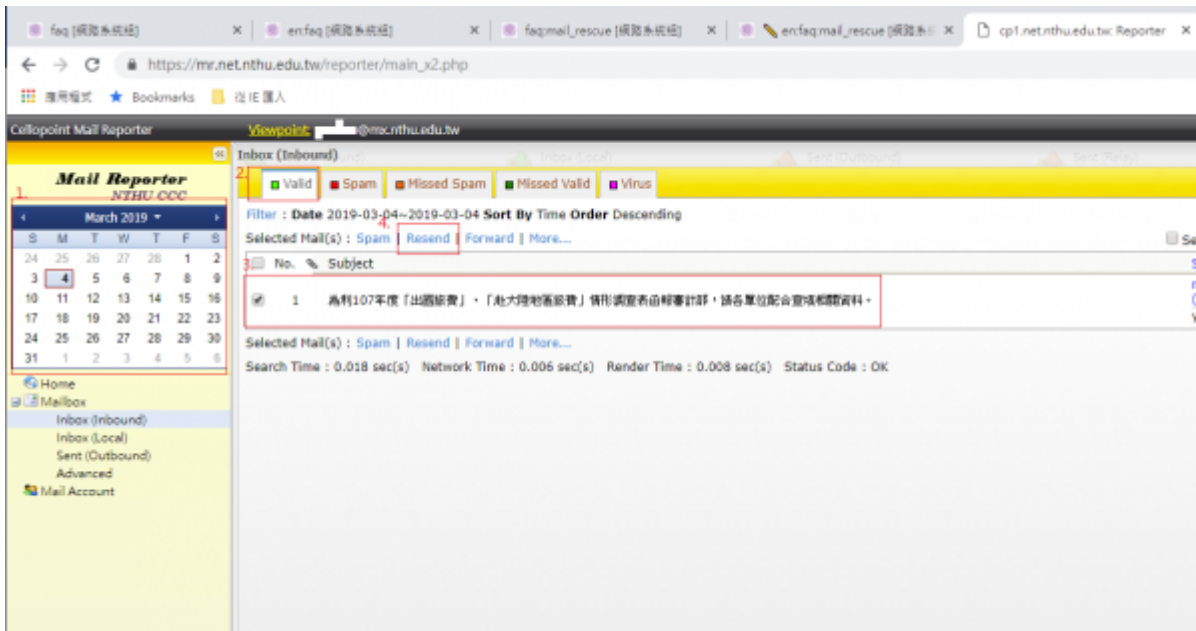 faq [網路系統組]
en:faq [網路系統組]
faq:mail_rescue [網路系統組]
en:faq:mail_rescue [網路系
cp1.net.nthu.edu.tw: Reporter
https://mr.net.nthu.edu.tw/reporter/main_x2.php
應用程式
Bookmarks
從 IE 匯入
Cellopoint Mail Reporter
Viewpoint: @mx.nthu.edu.tw
Mail Reporter
NTHU CCC
1.
March 2019
S M T W T F S
24 25 26 27 28 1 2
3 4 5 6 7 8 9
10 11 12 13 14 15 16
17 18 19 20 21 22 23
24 25 26 27 28 29 30
31 1 2 3 4 5 6
Home
Mailbox
Inbox (Inbound)
Inbox (Local)
Sent (Outbound)
Advanced
Mail Account
Inbox (Inbound)
Inbox (Local)
Sent (Outbound)
Sent (Relay)
2.
Valid Spam Missed Spam Missed Valid Virus
Filter : Date 2019-03-04~2019-03-04 Sort By Time Order Descending
4.
Selected Mail(s) : Spam | Resend | Forward | More....
Se
3.
No. Subject
S
1 為利107年度「出國旅費」、「赴大陸地區旅費」情形調查表函報審計部，請各單位配合查填相關資料。
Selected Mail(s) : Spam | Resend | Forward | More....
Search Time : 0.018 sec(s) Network Time : 0.006 sec(s) Render Time : 0.008 sec(s) Status Code : OK